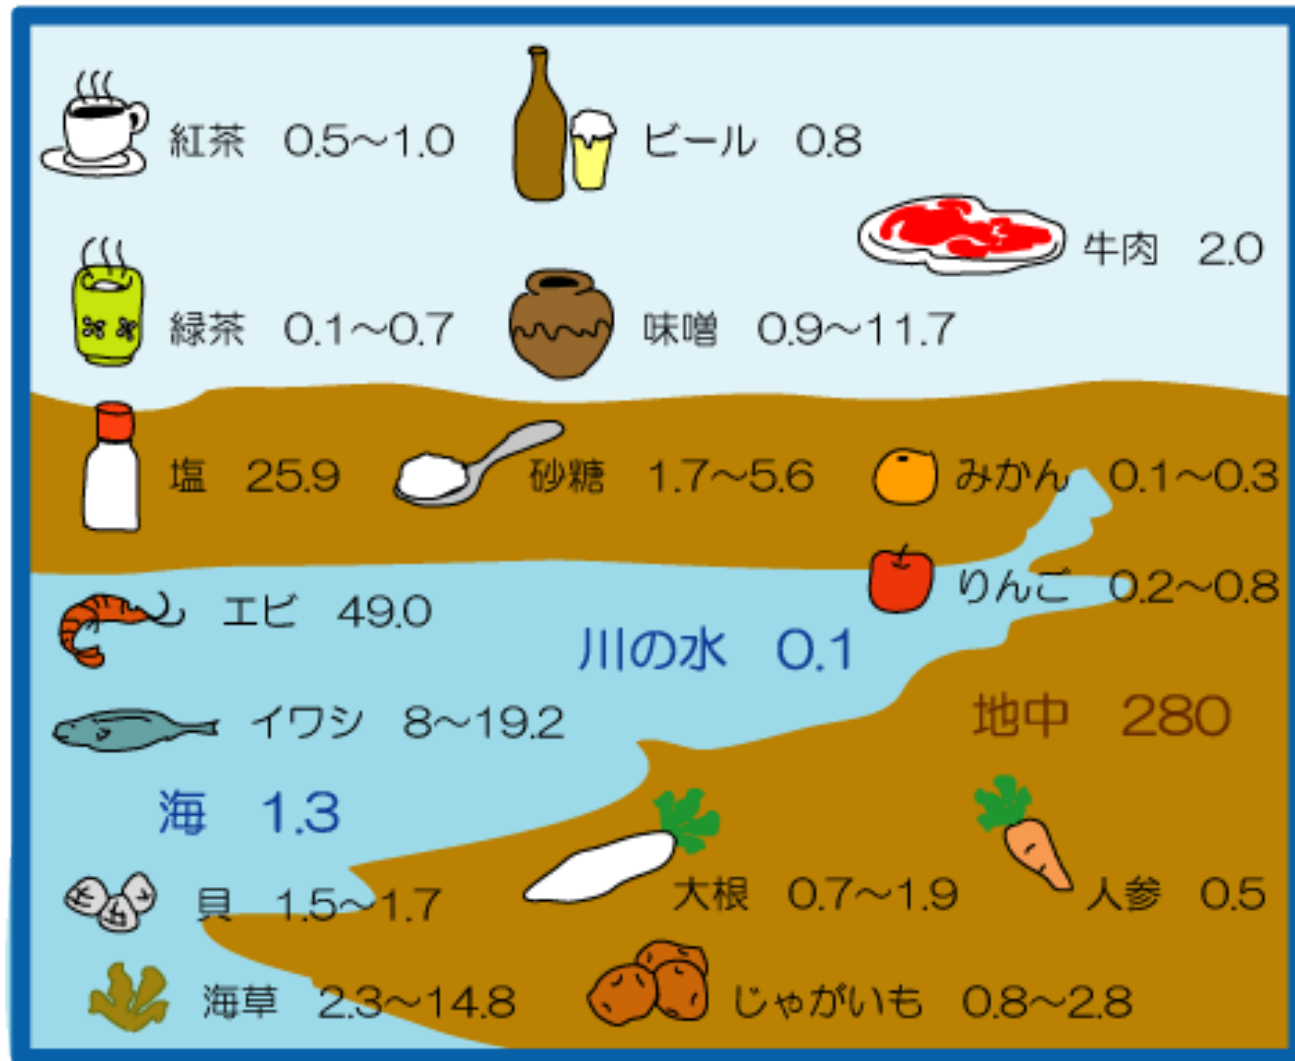 紅茶 0.5～1.0
ビール 0.8
牛肉 2.0
緑茶 0.1～0.7
味噌 0.9～11.7
塩 25.9
砂糖 1.7～5.6
みかん 0.1～0.3
りんご 0.2～0.8
エビ 49.0
川の水 0.1
イワシ 8～19.2
地中 280
海 1.3
貝 1.5～1.7
大根 0.7～1.9
人参 0.5
海草 2.3～14.8
じゃがいも 0.8～2.8